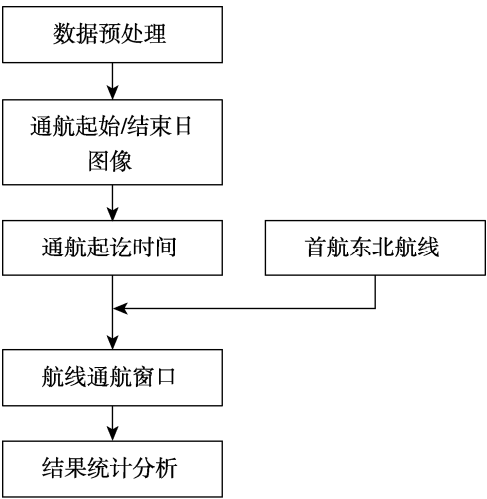 数据预处理
通航起始/结束日
图像
通航起讫时间
首航东北航线
航线通航窗口
结果统计分析